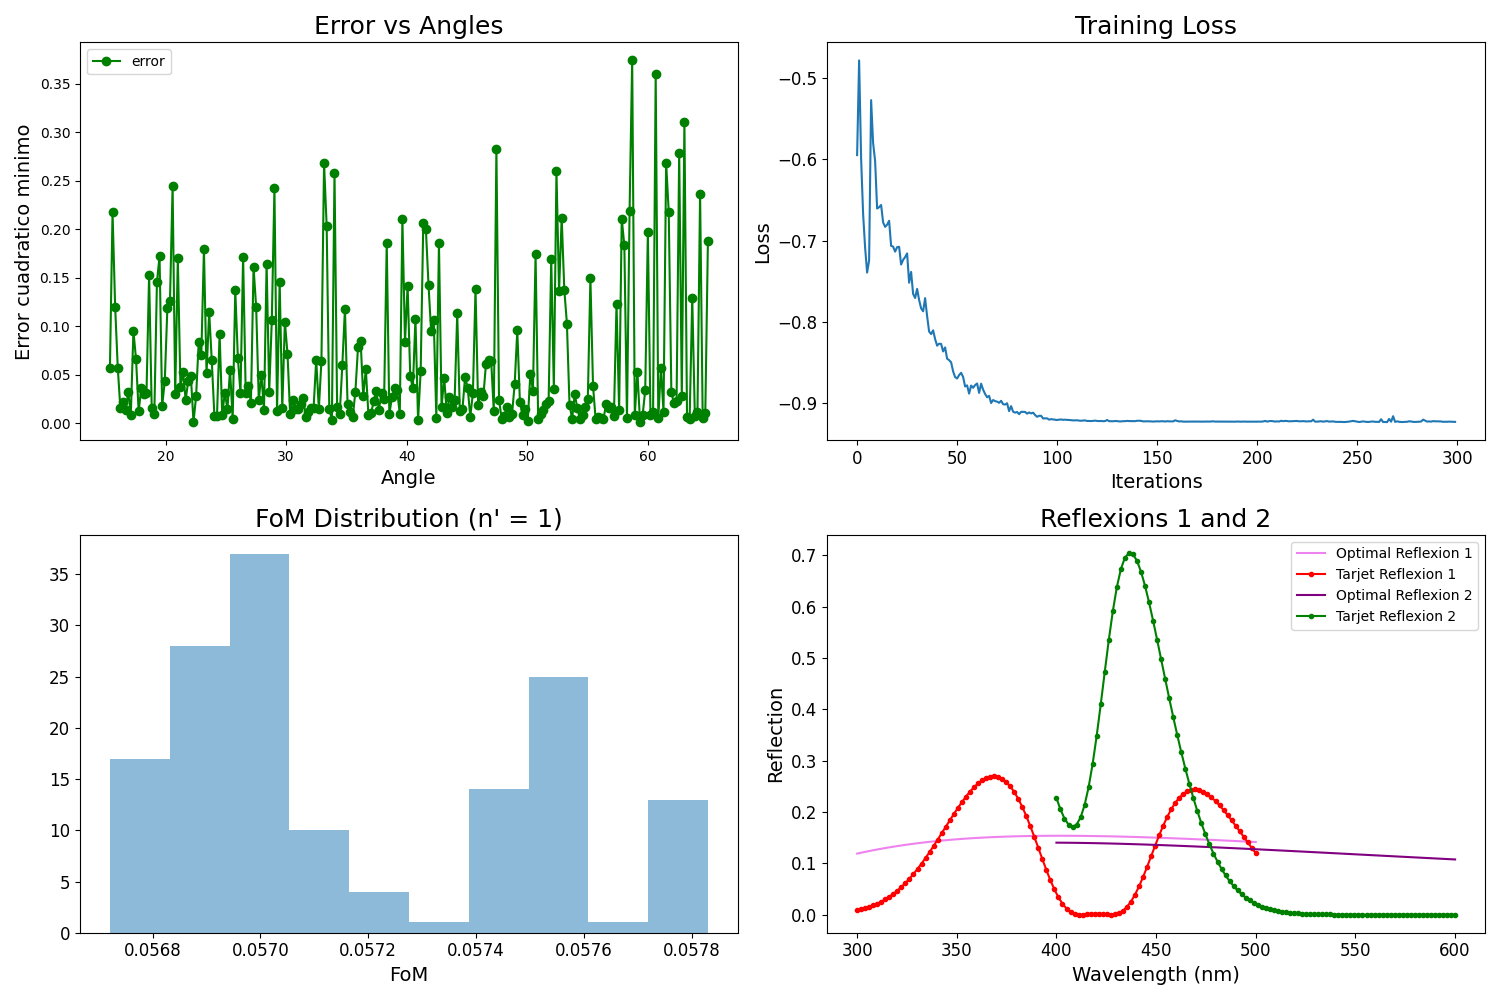 Error vs Angles
error
Error cuadratico minimo
0.35
0.30
0.25
0.20
0.15
0.10
0.05
0.00
20 30 40 50 60
Angle
Training Loss
Loss
−0.5
−0.6
−0.7
−0.8
−0.9
0 50 100 150 200 250 300
Iterations
FoM Distribution (n' = 1)
35
30
25
20
15
10
5
0
0.0568 0.0570 0.0572 0.0574 0.0576 0.0578
FoM
Reflexions 1 and 2
Optimal Reflexion 1
Tarjet Reflexion 1
Optimal Reflexion 2
Tarjet Reflexion 2
Reflection
0.7
0.6
0.5
0.4
0.3
0.2
0.1
0.0
300 350 400 450 500 550 600
Wavelength (nm)